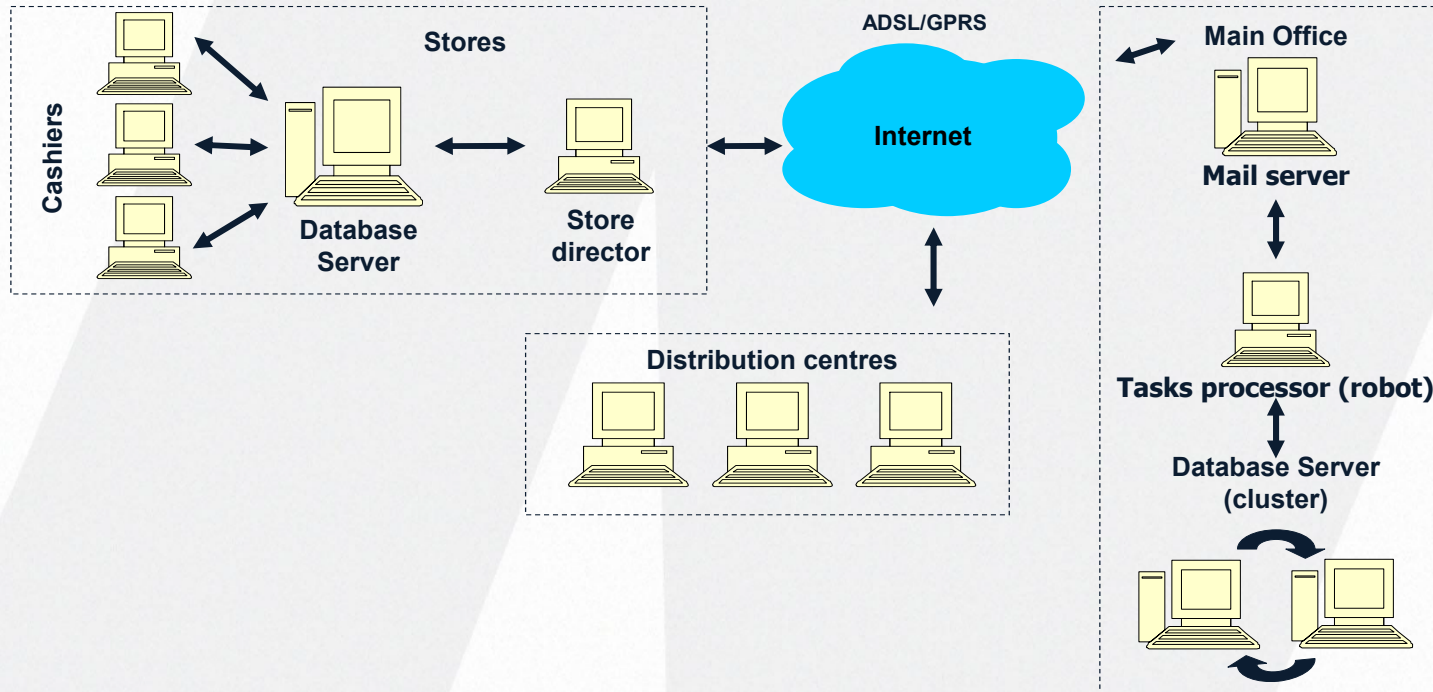 Stores
Cashiers
Database
Server
Store
director
ADSL/GPRS
Internet
Distribution centres
Main Office
Mail server
Tasks processor (robot)
Database Server
(cluster)